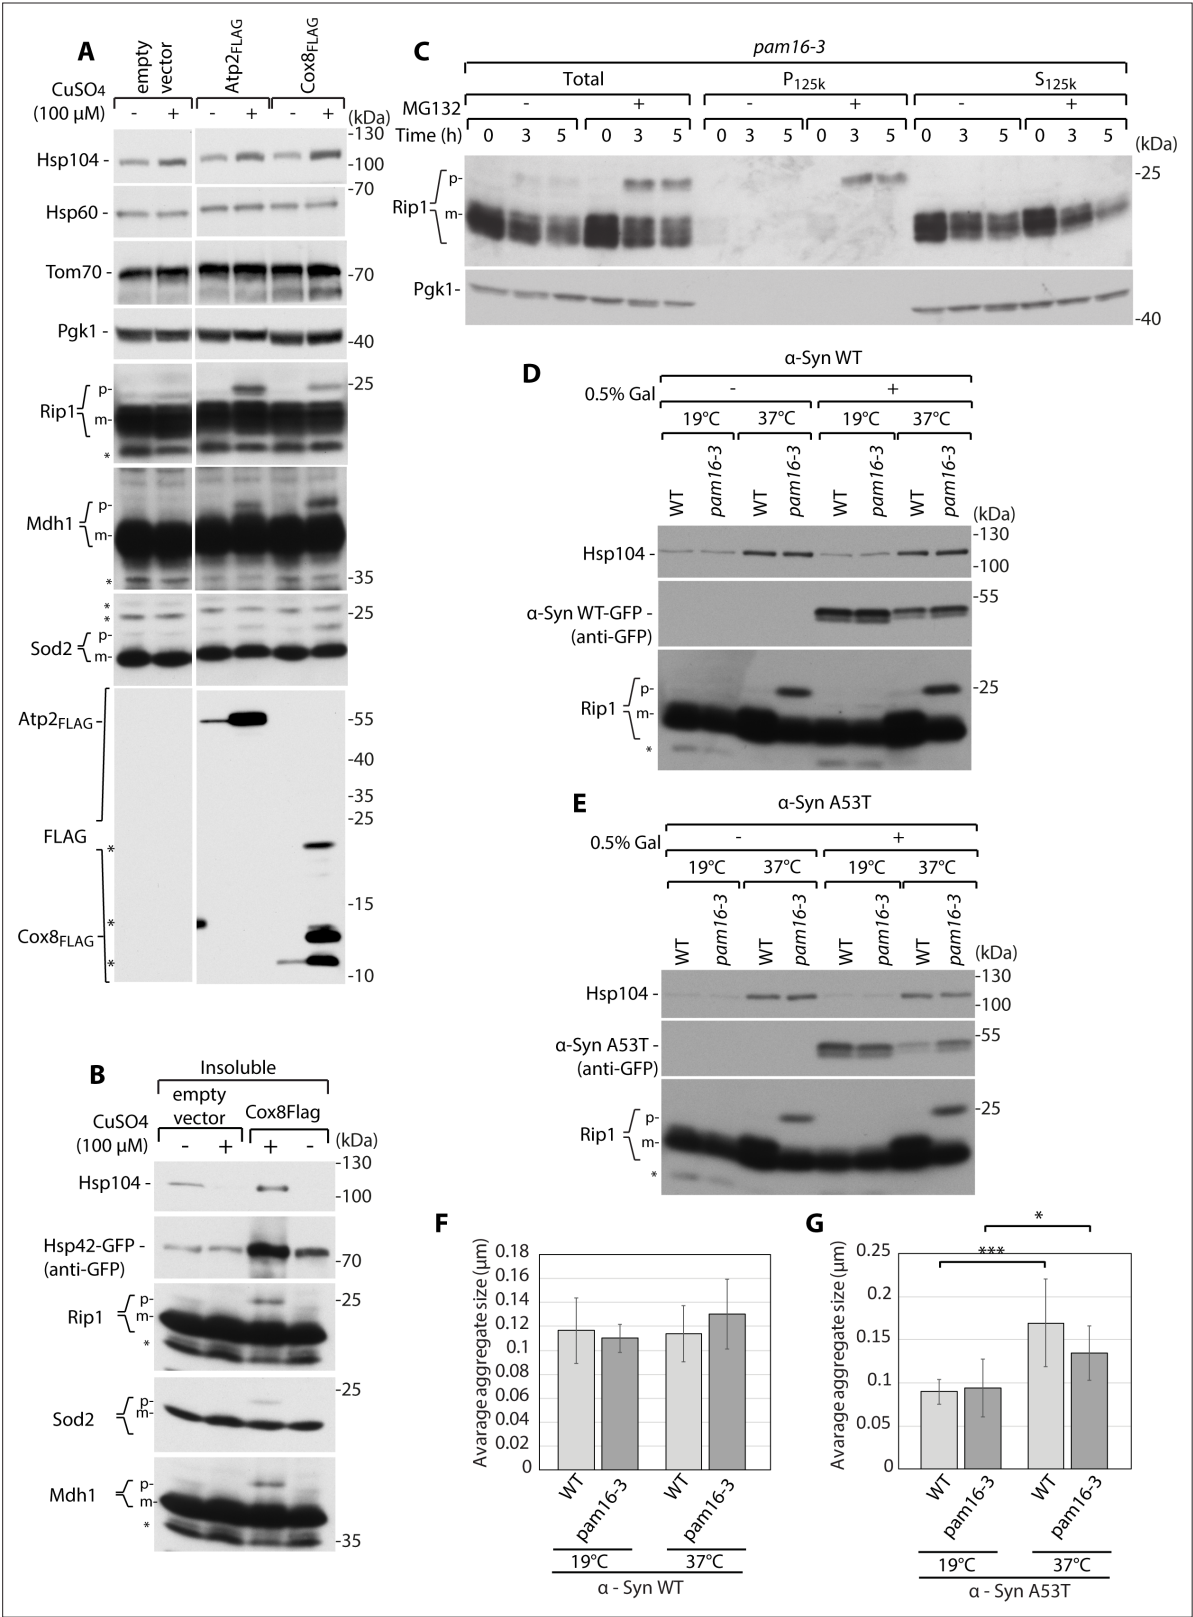 A
empty vector
Atp2FLAG
Cox8FLAG
CuSO4
(100 µM)
- + - + - + (kDa)
-130
Hsp104 -
-100
-70
Hsp60 -
Tom70 -
-70
Pgk1 -
-40
-25
Rip1
p-
m-
*
Mdh1
p-
m-
-35
*
*
*
-25
Sod2
p-
m-
Atp2FLAG-
-55
-40
-35
-25
FLAG
*
-15
*
Cox8FLAG
*
-10
B
Insoluble
empty vector
Cox8Flag
CuSO4
(100 µM)
- + + -
(kDa)
-130
Hsp104 -
-100
Hsp42-GFP -
(anti-GFP)
-70
-25
Rip1
p-
m-
*
-25
Sod2
p-
m-
Mdh1
p-
m-
*
-35
C
pam16-3
Total P125k S125k
MG132 - + - + - +
Time (h) 0 3 5 0 3 5 0 3 5 0 3 5 0 3 5 0 3 5 (kDa)
-25
Rip1
p-
m-
Pgk1-
-40
D
α-Syn WT
0.5% Gal - +
19°C 37°C 19°C 37°C
WT pam16-3 WT pam16-3 WT pam16-3 WT pam16-3
(kDa)
-130
Hsp104 -
-100
-55
α-Syn WT-GFP -
(anti-GFP)
-25
Rip1
p-
m-
*
E
α-Syn A53T
0.5% Gal - +
19°C 37°C 19°C 37°C
WT pam16-3 WT pam16-3 WT pam16-3 WT pam16-3
(kDa)
-130
Hsp104 -
-100
-55
α-Syn A53T -
(anti-GFP)
-25
Rip1
p-
m-
*
F
Avarage aggregate size (µm)
0.18
0.16
0.14
0.12
0.1
0.08
0.06
0.04
0.02
0
WT pam16-3 WT pam16-3
19°C 37°C
α - Syn WT
G
*
***
Avarage aggregate size (µm)
0.25
0.2
0.15
0.1
0.05
0
WT pam16-3 WT pam16-3
19°C 37°C
α - Syn A53T